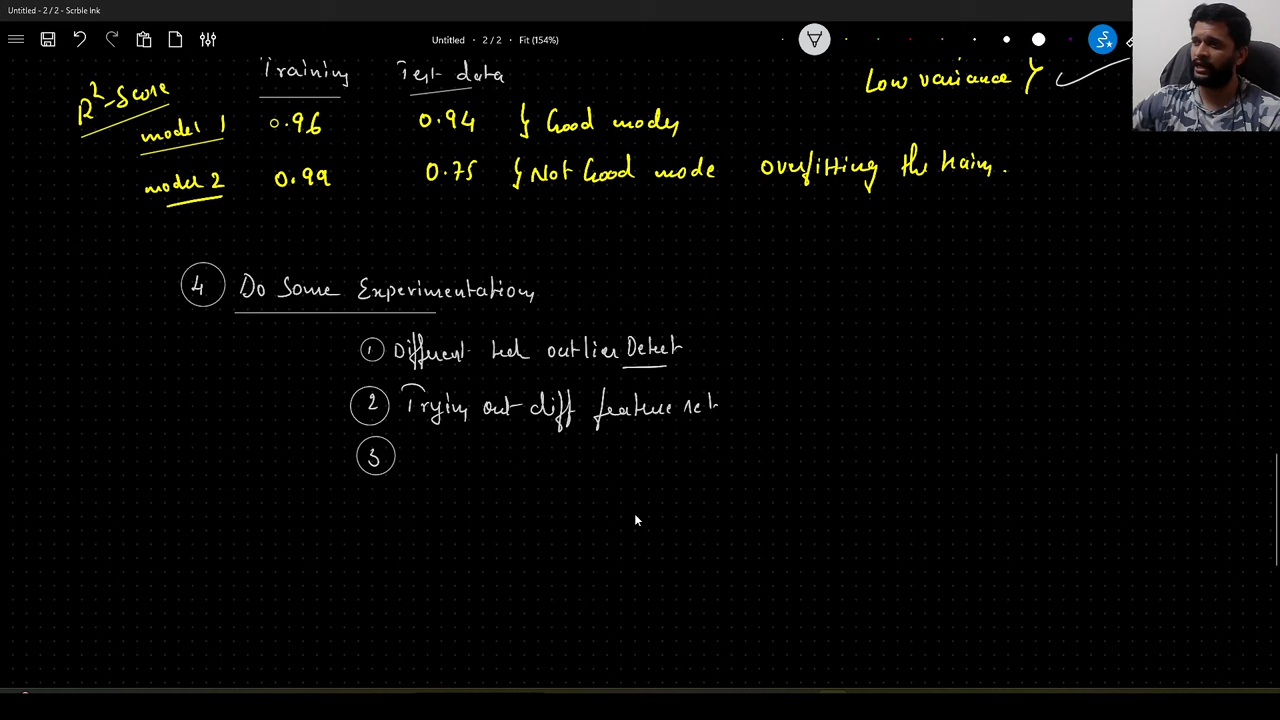 Untitled - 2 / 2 - Scrble Ink
Untitled • 2 / 2 • Fit (154%)
Training Test data
Low variance }
R²-Score
model 1 0.96 0.94 } Good model
model 2 0.99 0.75 } Not Good mode overfitting the train.
4 Do Some Experimentation
1. Different tech outlier Detect
2 Trying out diff feature set
3